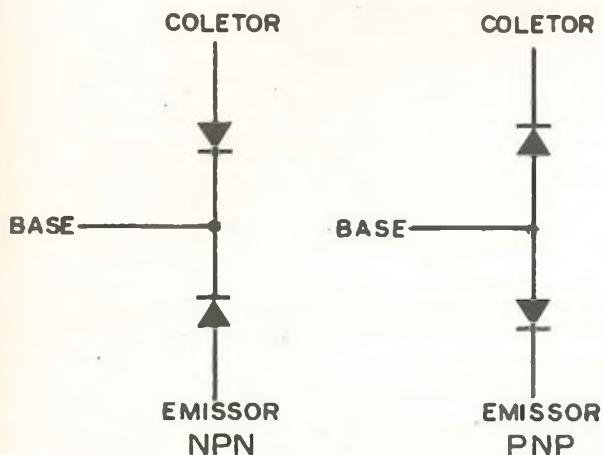 COLETOR
BASE
EMISSOR
NPN
COLETOR
BASE
EMISSOR
PNP